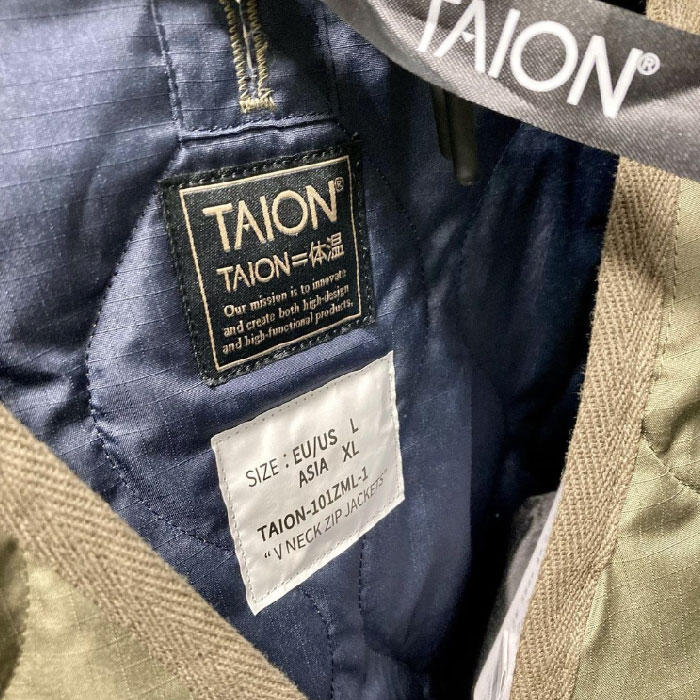 TAION®
TAION®
TAION=体温
Our mission is to innovate
and create both high-design
and high-functional products.
SIZE : EU/US L
ASIA XL
TAION-101ZML-1
“V NECK ZIP JACKETS”